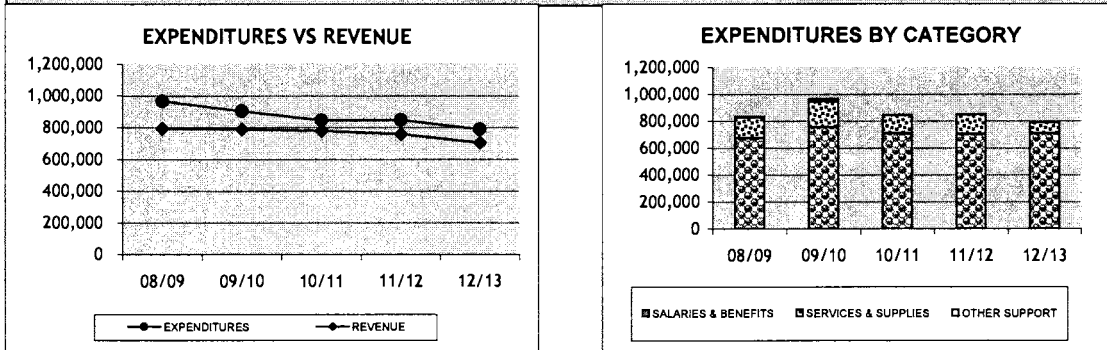 EXPENDITURES VS REVENUE
1,200,000
1,000,000
800,000
600,000
400,000
200,000
0
08/09 09/10 10/11 11/12 12/13
EXPENDITURES REVENUE
EXPENDITURES BY CATEGORY
1,200,000
1,000,000
800,000
600,000
400,000
200,000
0
08/09 09/10 10/11 11/12 12/13
SALARIES & BENEFITS SERVICES & SUPPLIES OTHER SUPPORT